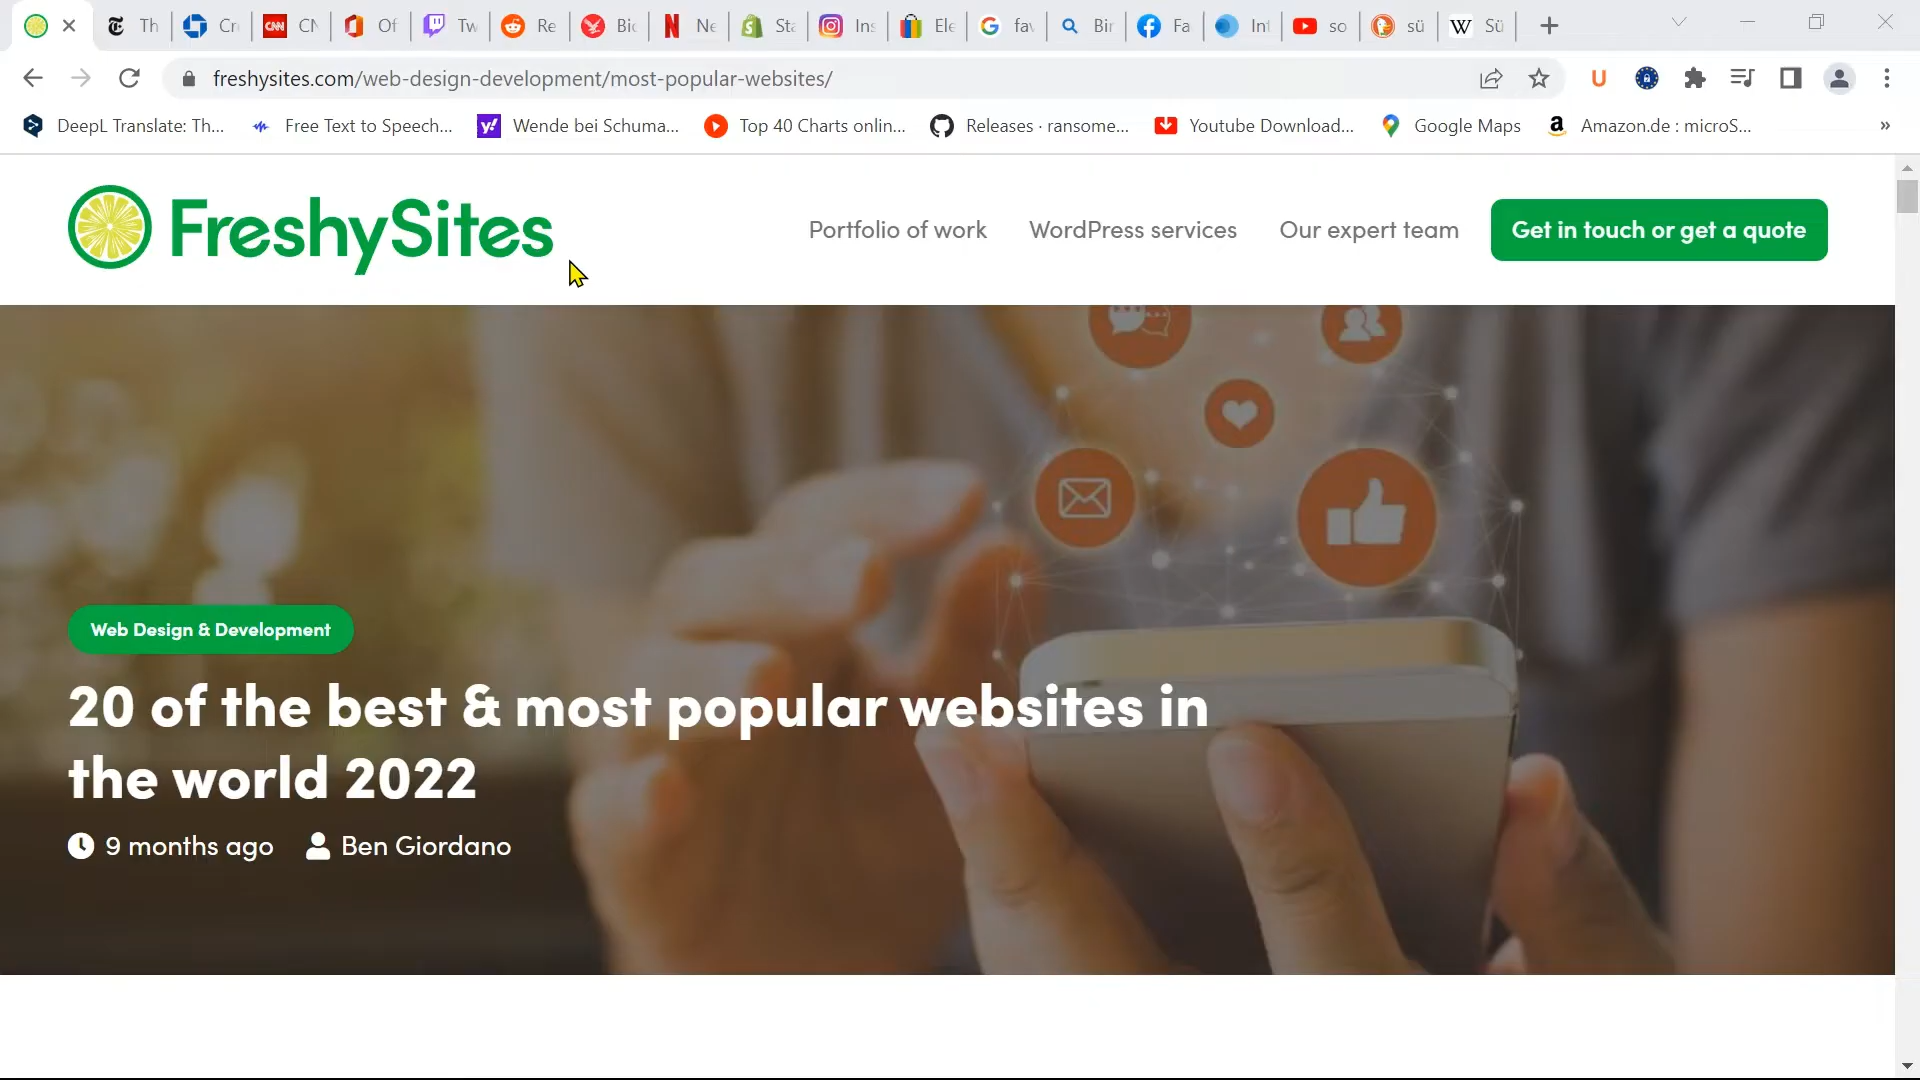 Th
Cr
CN
Of
Tw
Re
Bic
Ne
Sta
Ins
Ele
fav
Bir
Fa
Int
so
sü
Sü
freshysites.com/web-design-development/most-popular-websites/
DeepL Translate: Th...
Free Text to Speech...
Wende bei Schuma...
Top 40 Charts onlin...
Releases · ransome...
Youtube Download...
Google Maps
Amazon.de : microS...
FreshySites
Portfolio of work
WordPress services
Our expert team
Get in touch or get a quote
Web Design & Development
20 of the best & most popular websites in
the world 2022
9 months ago
Ben Giordano